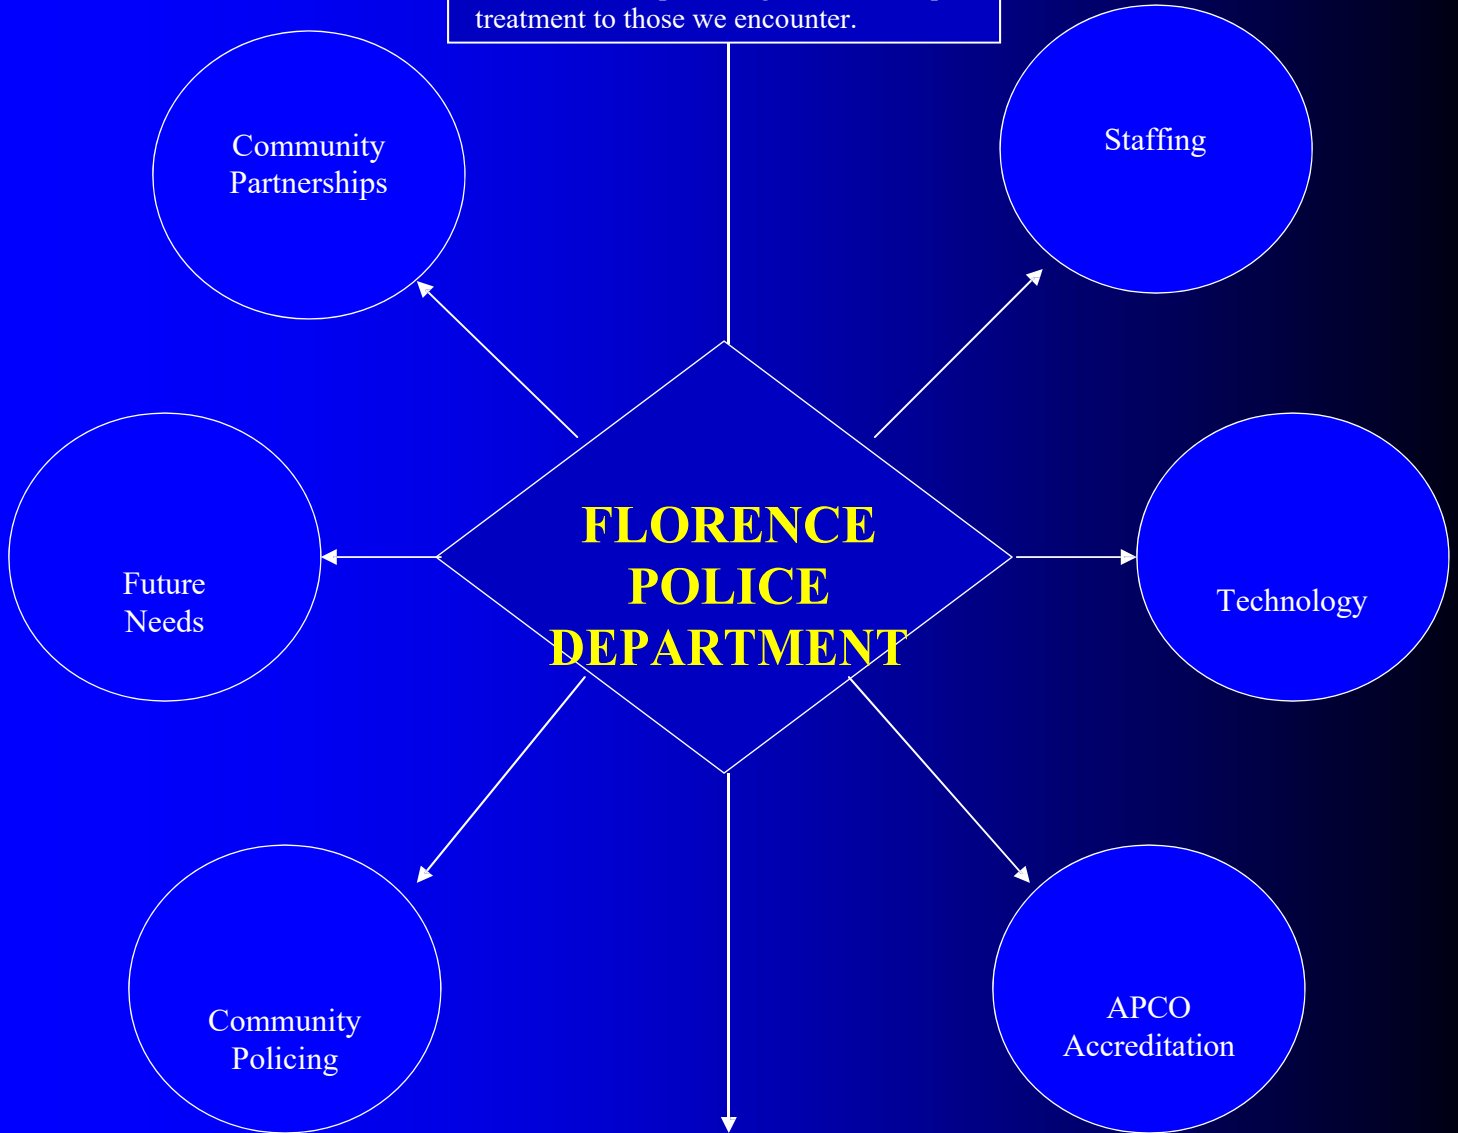 treatment to those we encounter.
Community
Partnerships
Staffing
FLORENCE
POLICE
DEPARTMENT
Future
Needs
Technology
Community
Policing
APCO
Accreditation